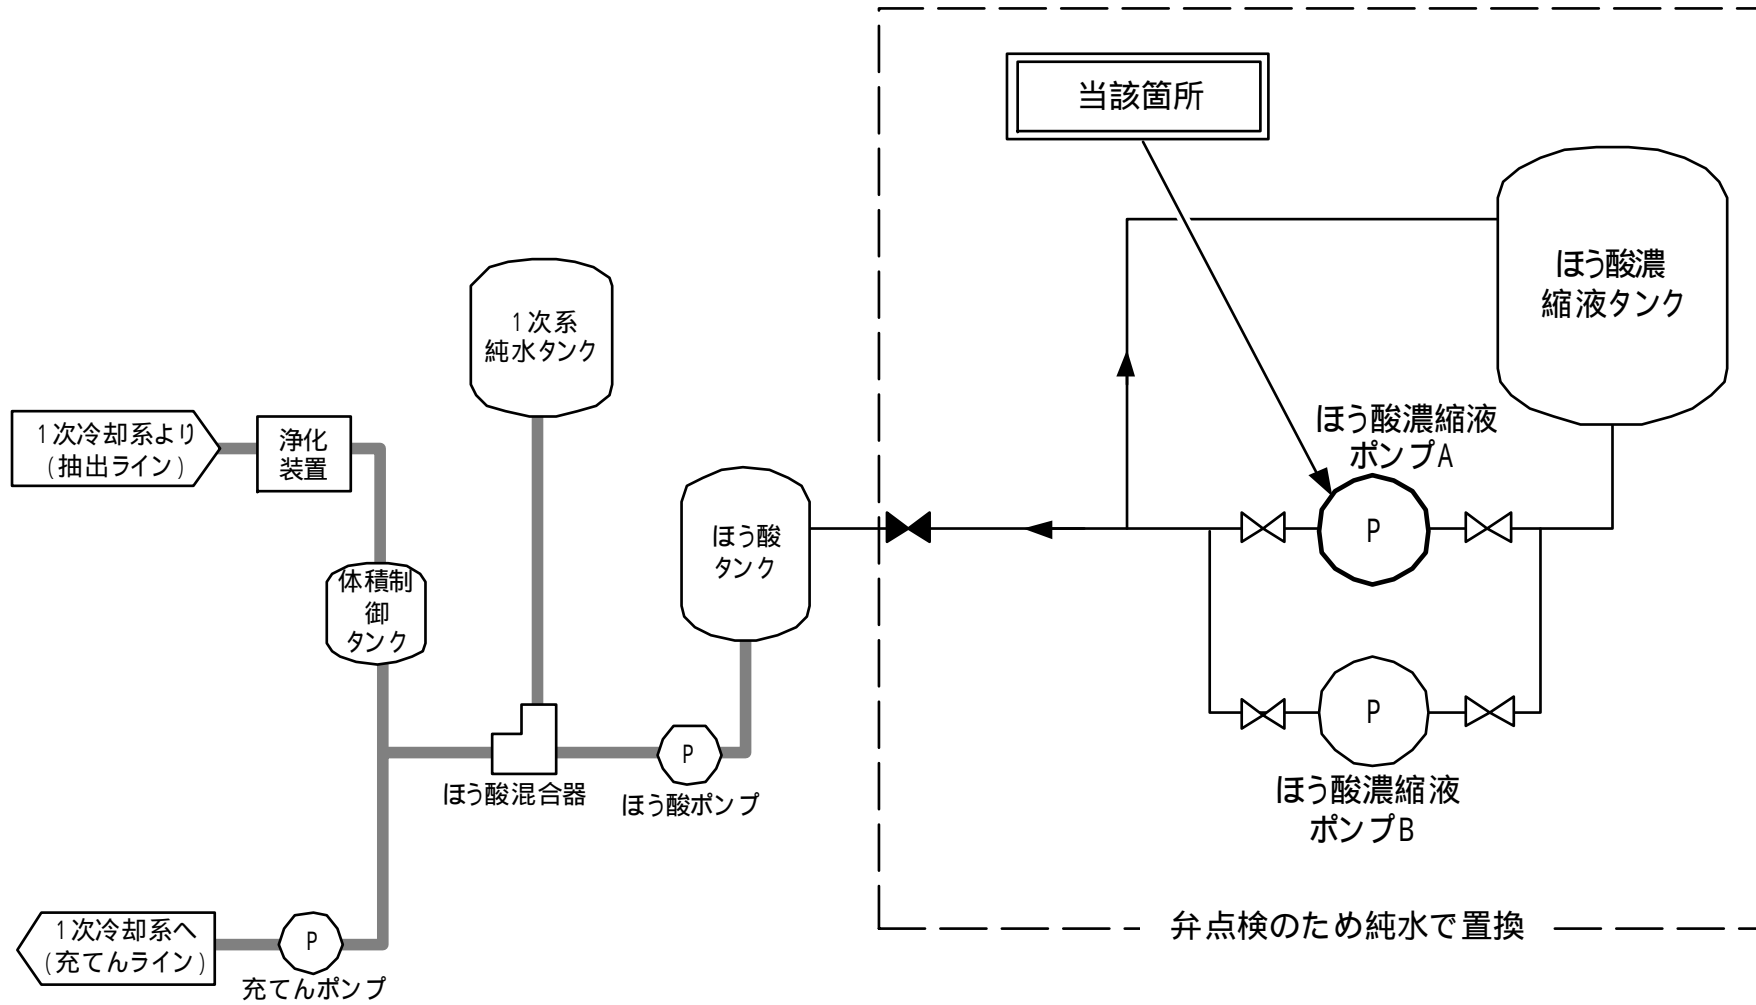 当該箇所
ほう酸濃
縮液タンク
1次系
純水タンク
ほう酸濃縮液
ポンプA
1次冷却系より
(抽出ライン)
浄化
装置
P
ほう酸
タンク
体積制
御
タンク
P
P
ほう酸混合器
ほう酸ポンプ
ほう酸濃縮液
ポンプB
1次冷却系へ
(充てんライン)
P
充てんポンプ
弁点検のため純水で置換